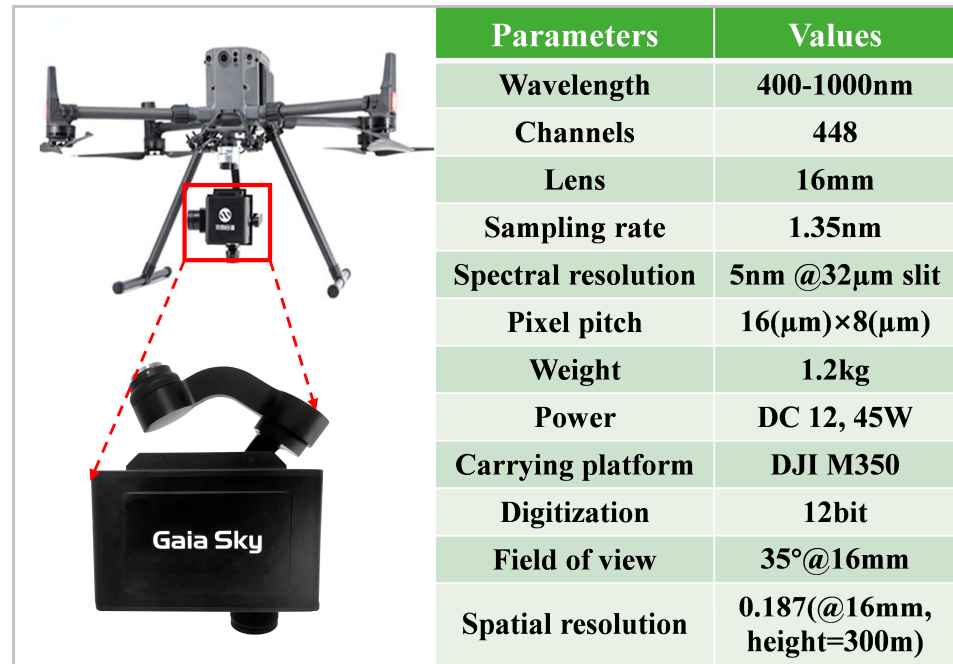 Gaia Sky
Parameters Values
Wavelength 400-1000nm
Channels 448
Lens 16mm
Sampling rate 1.35nm
Spectral resolution 5nm @32μm slit
Pixel pitch 16(μm)×8(μm)
Weight 1.2kg
Power DC 12, 45W
Carrying platform DJI M350
Digitization 12bit
Field of view 35°@16mm
Spatial resolution 0.187(@16mm,
height=300m)